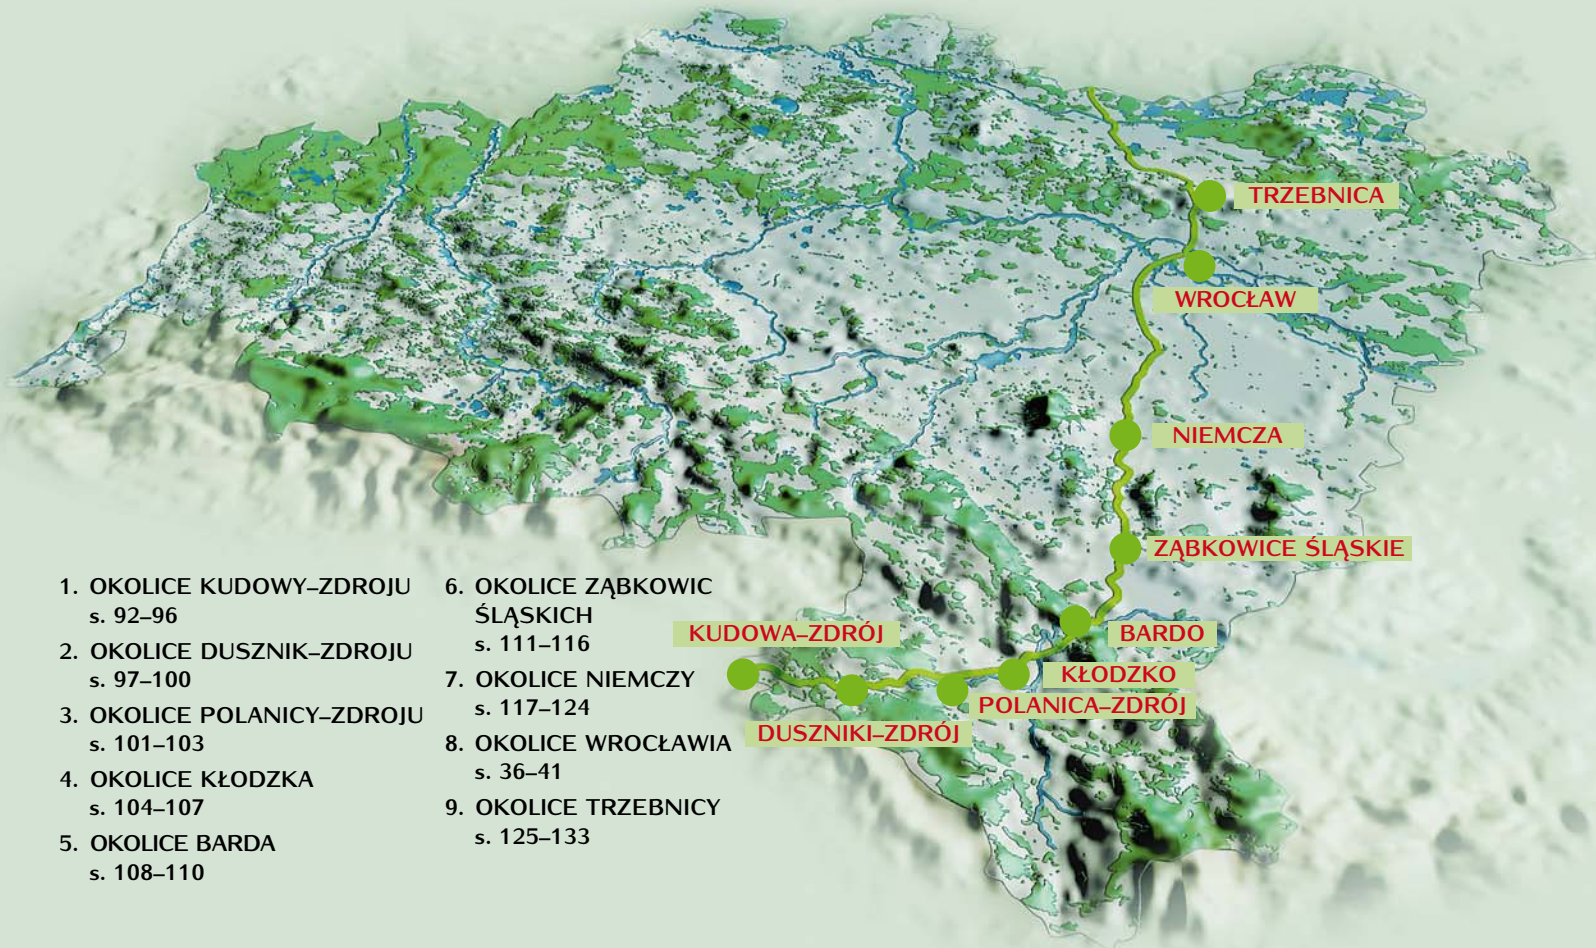 TRZEBNICA
WROCŁAW
NIEMCZA
ZĄBKOWICE ŚLĄSKIE
BARDO
KUDOWA–ZDRÓJ
KŁODZKO
POLANICA–ZDRÓJ
DUSZNIKI–ZDRÓJ
1. OKOLICE KUDOWY–ZDROJU
s. 92–96
2. OKOLICE DUSZNIK–ZDROJU
s. 97–100
3. OKOLICE POLANICY–ZDROJU
s. 101–103
4. OKOLICE KŁODZKA
s. 104–107
5. OKOLICE BARDA
s. 108–110
6. OKOLICE ZĄBKOWIC
ŚLĄSKICH
s. 111–116
7. OKOLICE NIEMCZY
s. 117–124
8. OKOLICE WROCŁAWIA
s. 36–41
9. OKOLICE TRZEBNICY
s. 125–133